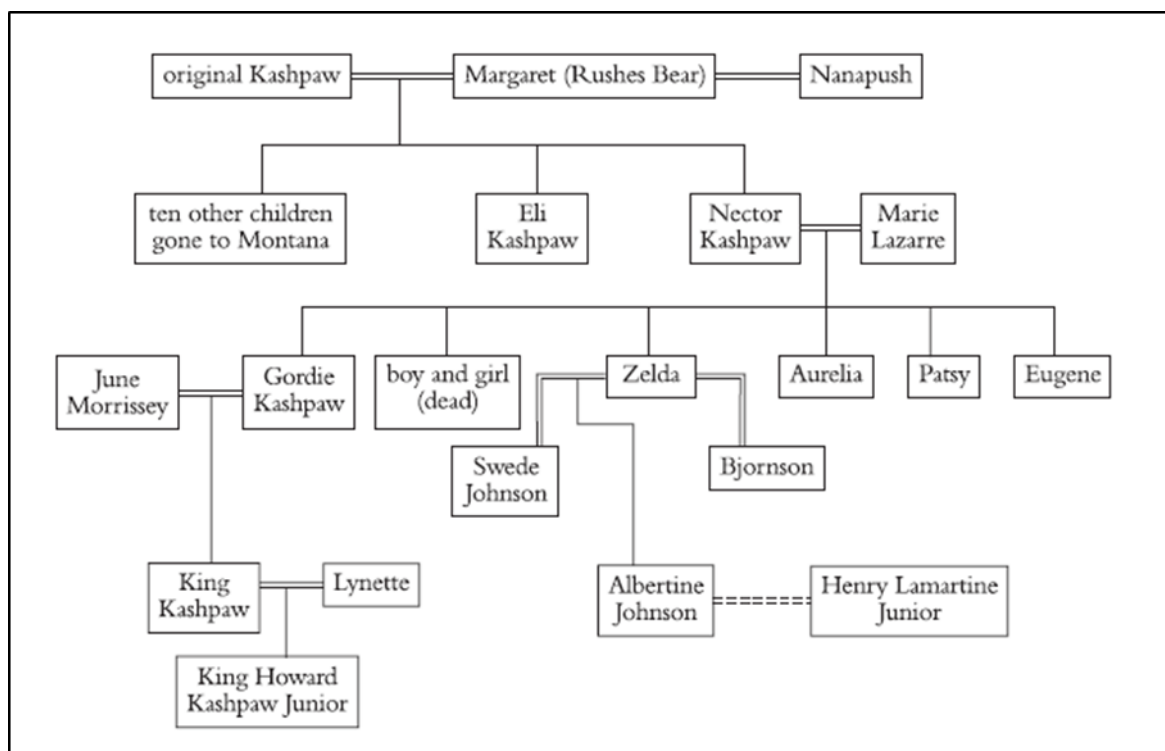 original Kashpaw
Margaret (Rushes Bear)
Nanapush
ten other children
gone to Montana
Eli
Kashpaw
Nector
Kashpaw
Marie
Lazarre
June
Morrissey
Gordie
Kashpaw
boy and girl
(dead)
Zelda
Aurelia
Patsy
Eugene
Swede
Johnson
Bjornson
King
Kashpaw
Lynette
Albertine
Johnson
Henry Lamartine
Junior
King Howard
Kashpaw Junior